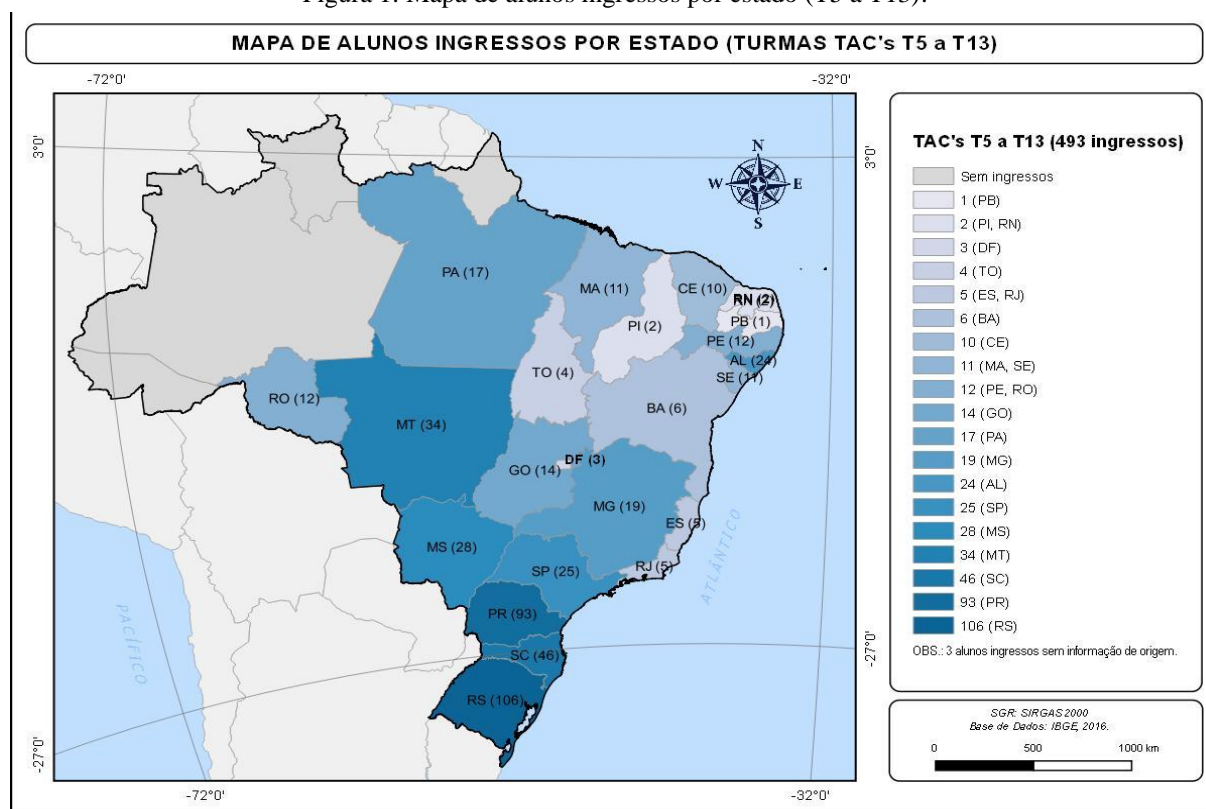 Figura 1: Mapa de alunos ingressos por estado (T5 a T13).
MAPA DE ALUNOS INGRESSOS POR ESTADO (TURMAS TAC's T5 a T13)
-72°0'
-32°0'
3°0'
3°0'
N
W
E
S
PA (17)
MA (11)
CE (10)
RN (2)
PI (2)
PB (1)
PE (12)
AL (24)
SE (11)
TO (4)
RO (12)
BA (6)
MT (34)
DF (3)
GO (14)
MG (19)
ES (5)
MS (28)
SP (25)
RJ (5)
PR (93)
SC (46)
RS (106)
PACÍFICO
ATLÂNTICO
-27°0'
-27°0'
-72°0'
-32°0'
TAC's T5 a T13 (493 ingressos)
Sem ingressos
1 (PB)
2 (PI, RN)
3 (DF)
4 (TO)
5 (ES, RJ)
6 (BA)
10 (CE)
11 (MA, SE)
12 (PE, RO)
14 (GO)
17 (PA)
19 (MG)
24 (AL)
25 (SP)
28 (MS)
34 (MT)
46 (SC)
93 (PR)
106 (RS)
OBS.: 3 alunos ingressos sem informação de origem.
SGR: SIRGAS2000
Base de Dados: IBGE, 2016.
0 500 1000 km